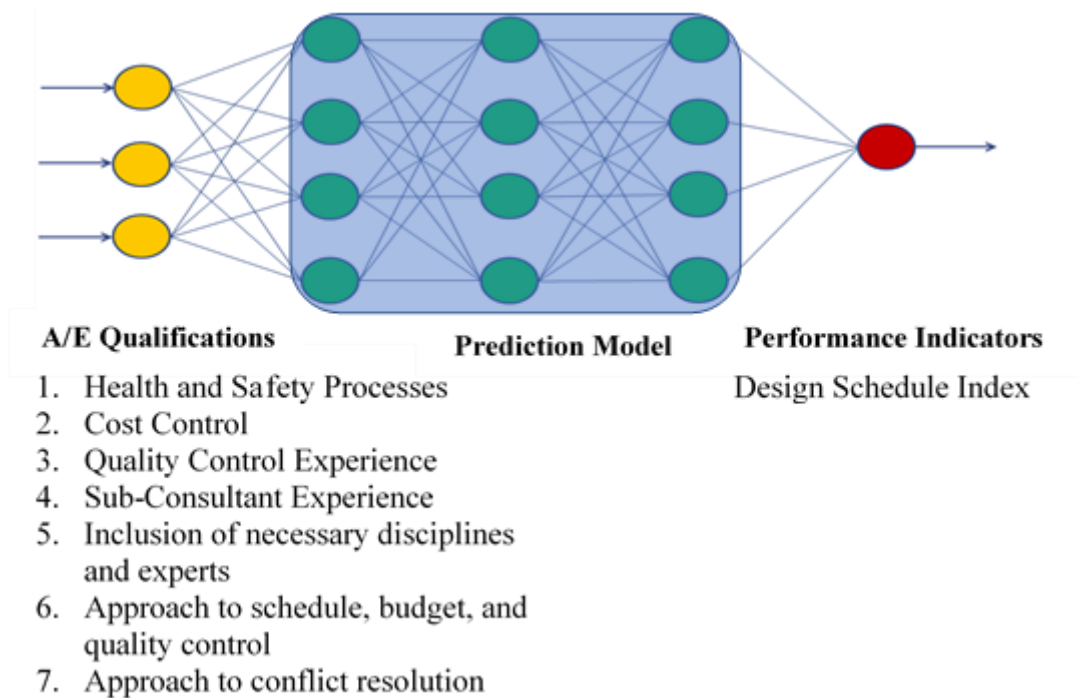 A/E Qualifications
Prediction Model
Performance Indicators
1. Health and Safety Processes
Design Schedule Index
2. Cost Control
3. Quality Control Experience
4. Sub-Consultant Experience
5. Inclusion of necessary disciplines
and experts
6. Approach to schedule, budget, and
quality control
7. Approach to conflict resolution